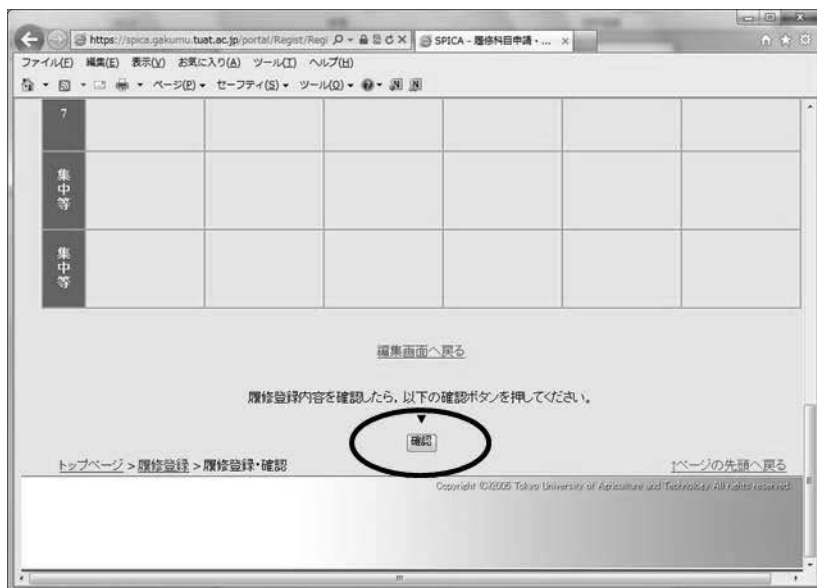 https://spica.gakumu.tuat.ac.jp/portal/Regist/Regi
SPICA - 履修科目申請・...
ファイル(F) 編集(E) 表示(V) お気に入り(A) ツール(T) ヘルプ(H)
ページ(P) セーフティ(S) ツール(O)
7
集中等
集中等
編集画面へ戻る
履修登録内容を確認したら、以下の確認ボタンを押してください。
▼
確認
トップページ > 履修登録 > 履修登録・確認
↑ページの先頭へ戻る
Copyright ©2005 Tokyo University of Agriculture and Technology All rights reserved.